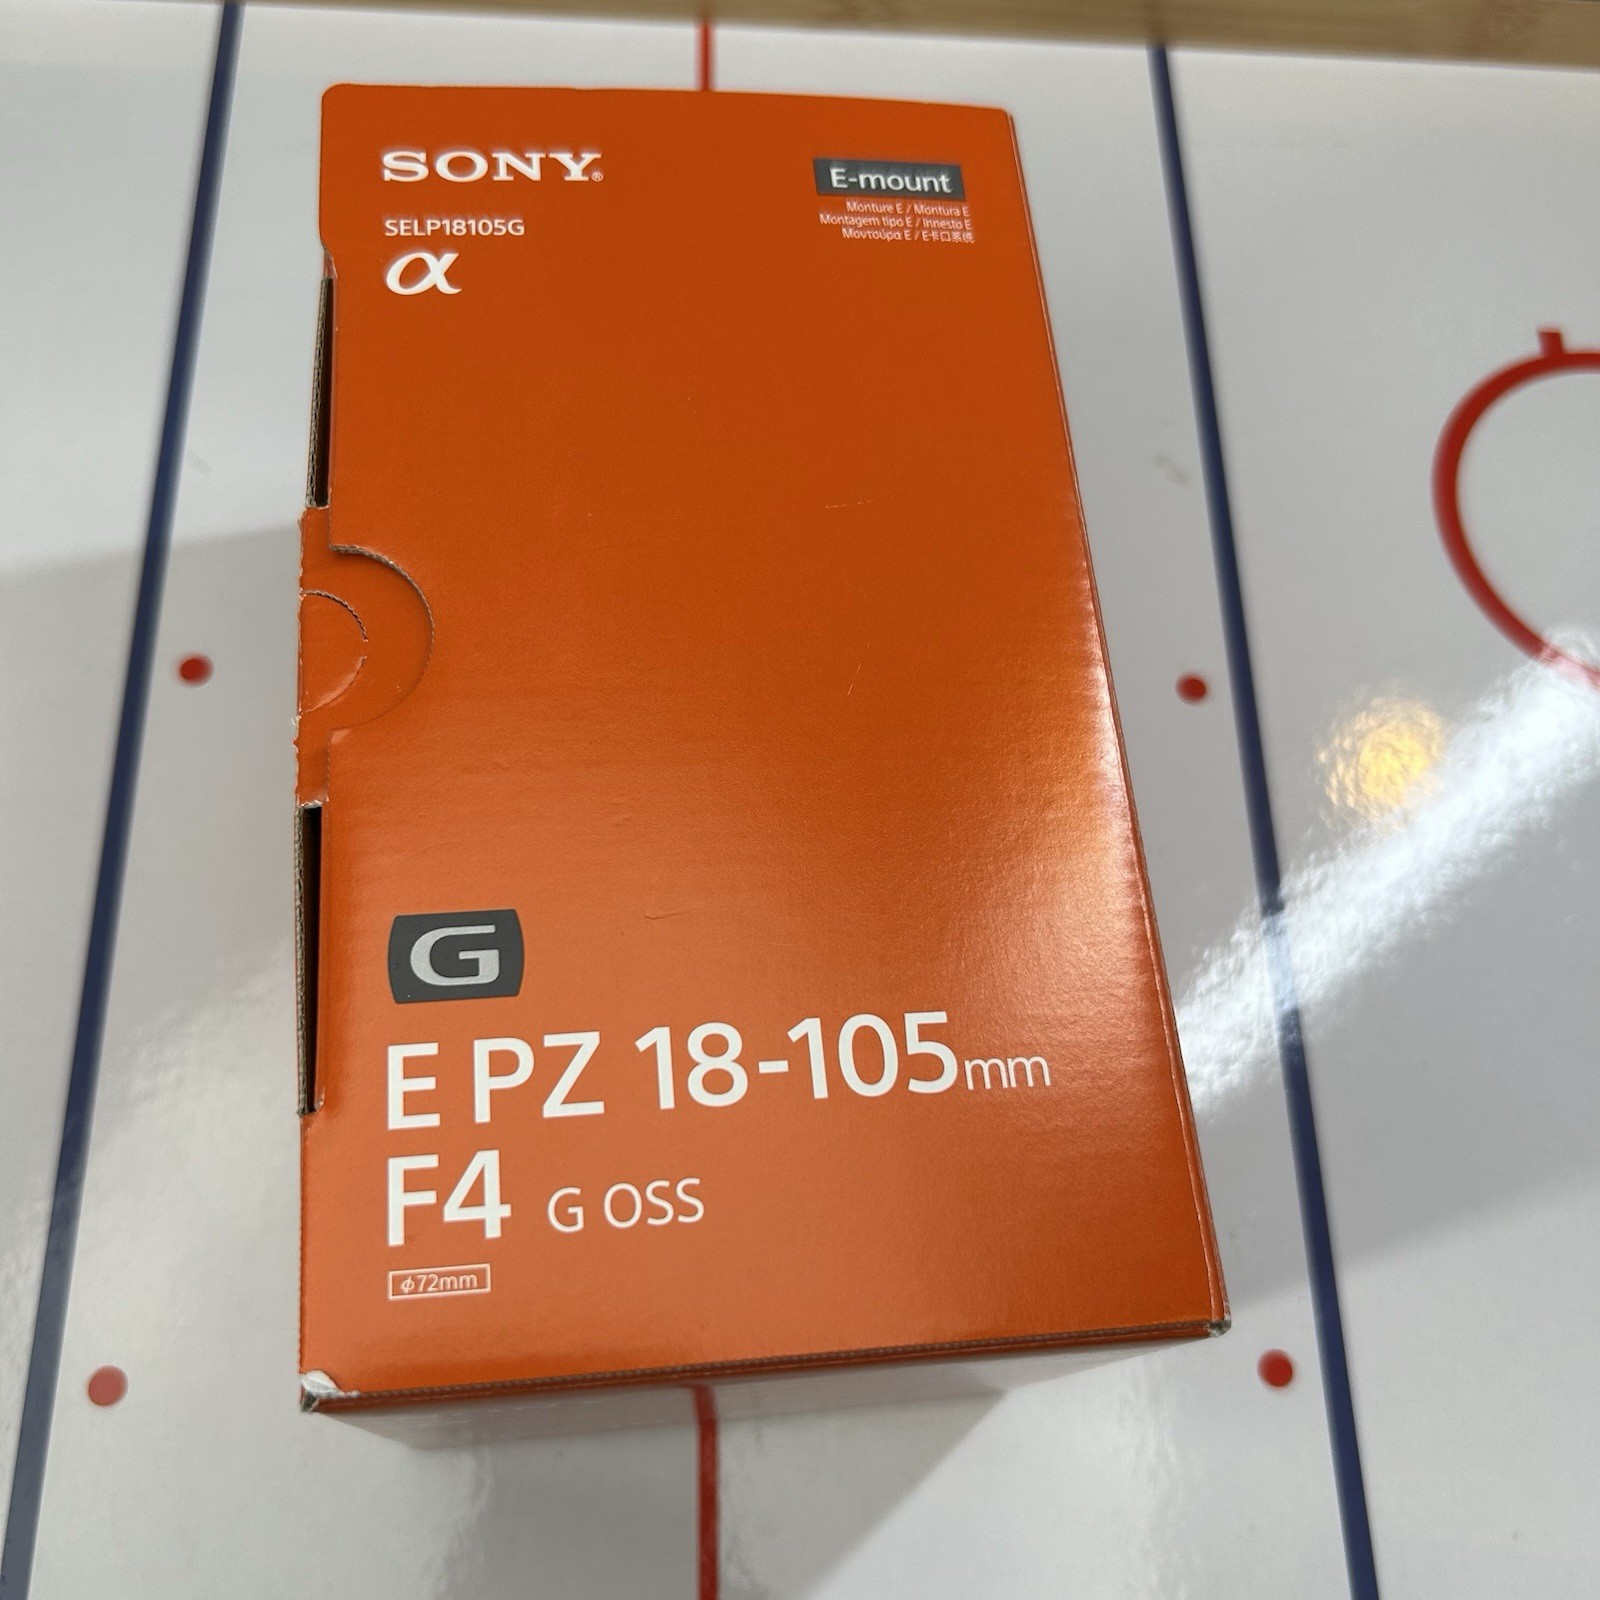 SONY®
SELP18105G
α
E-mount
Monture E / Montura E
Montagem tipo E / Innesto E
Μοντούρα E / E卡口系统
G
E PZ 18-105mm
F4 G OSS
ϕ72mm